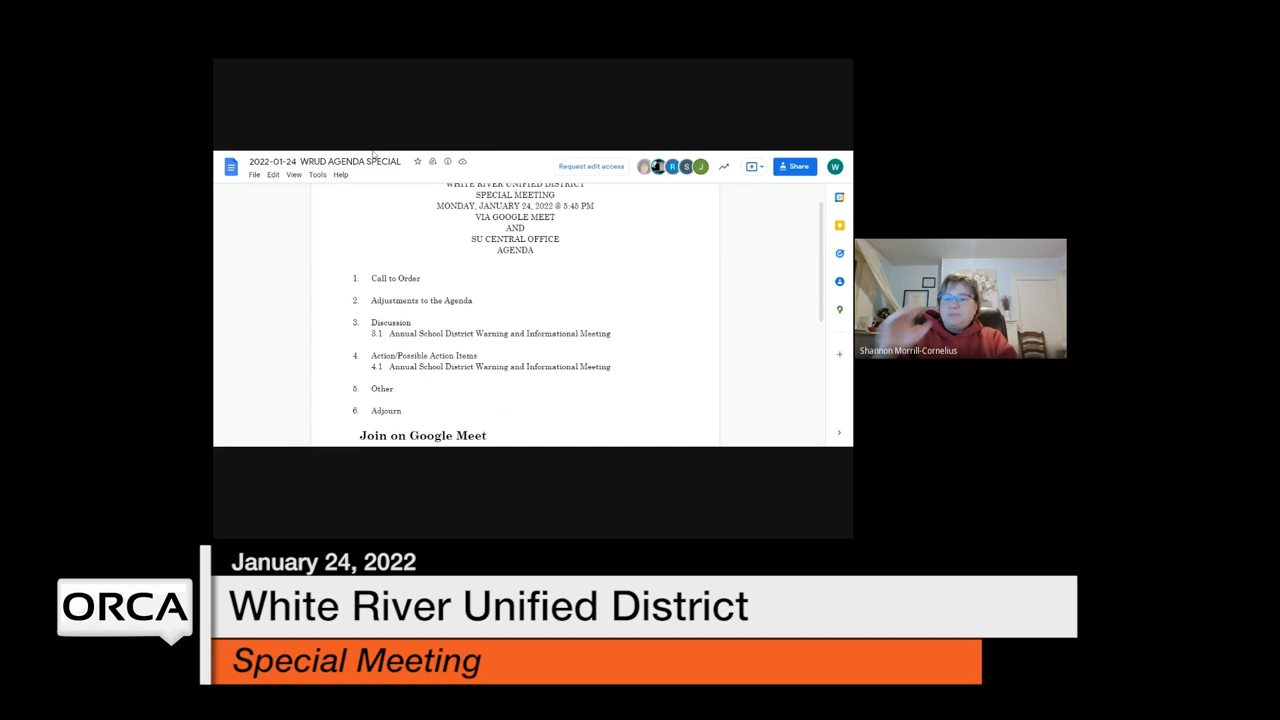 2022-01-24 WRUD AGENDA SPECIAL
File Edit View Tools Help
Request edit access
R S J
Share
W
WHITE RIVER UNIFIED DISTRICT
SPECIAL MEETING
MONDAY, JANUARY 24, 2022 @ 5:45 PM
VIA GOOGLE MEET
AND
SU CENTRAL OFFICE
AGENDA
1. Call to Order
2. Adjustments to the Agenda
3. Discussion
3.1 Annual School District Warning and Informational Meeting
4. Action/Possible Action Items
4.1 Annual School District Warning and Informational Meeting
5. Other
6. Adjourn
Join on Google Meet
Shannon Morrill-Cornelius
January 24, 2022
ORCA
White River Unified District
Special Meeting